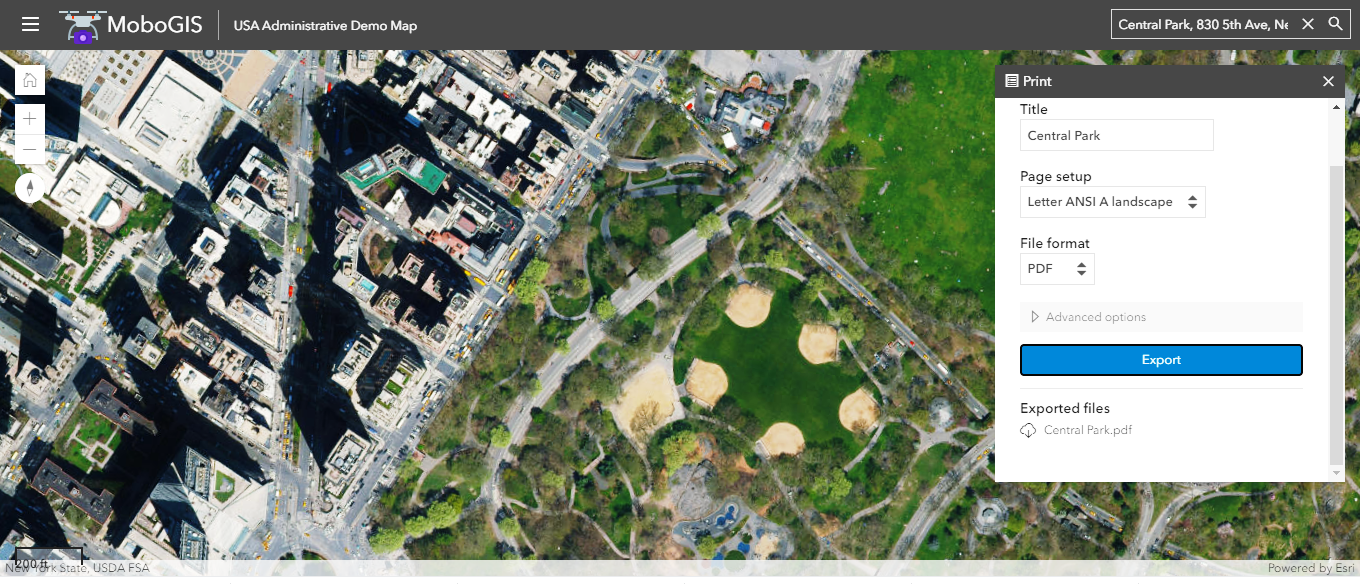 MoboGIS
USA Administrative Demo Map
Central Park, 830 5th Ave, Ne
Print
Title
Central Park
Page setup
Letter ANSI A landscape
File format
PDF
Advanced options
Export
Exported files
Central Park.pdf
200 ft
New York State, USDA FSA
Powered by Esri